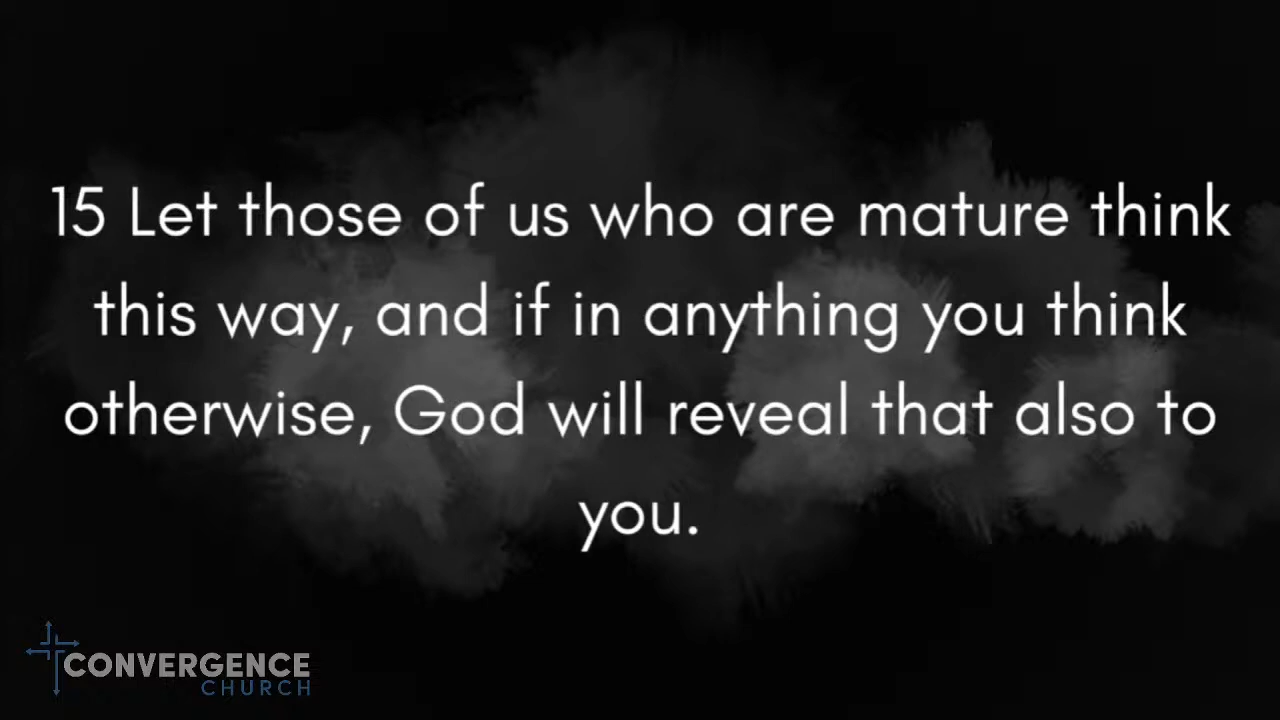 15 Let those of us who are mature think
this way, and if in anything you think
otherwise, God will reveal that also to
you.
CONVERGENCE
CHURCH